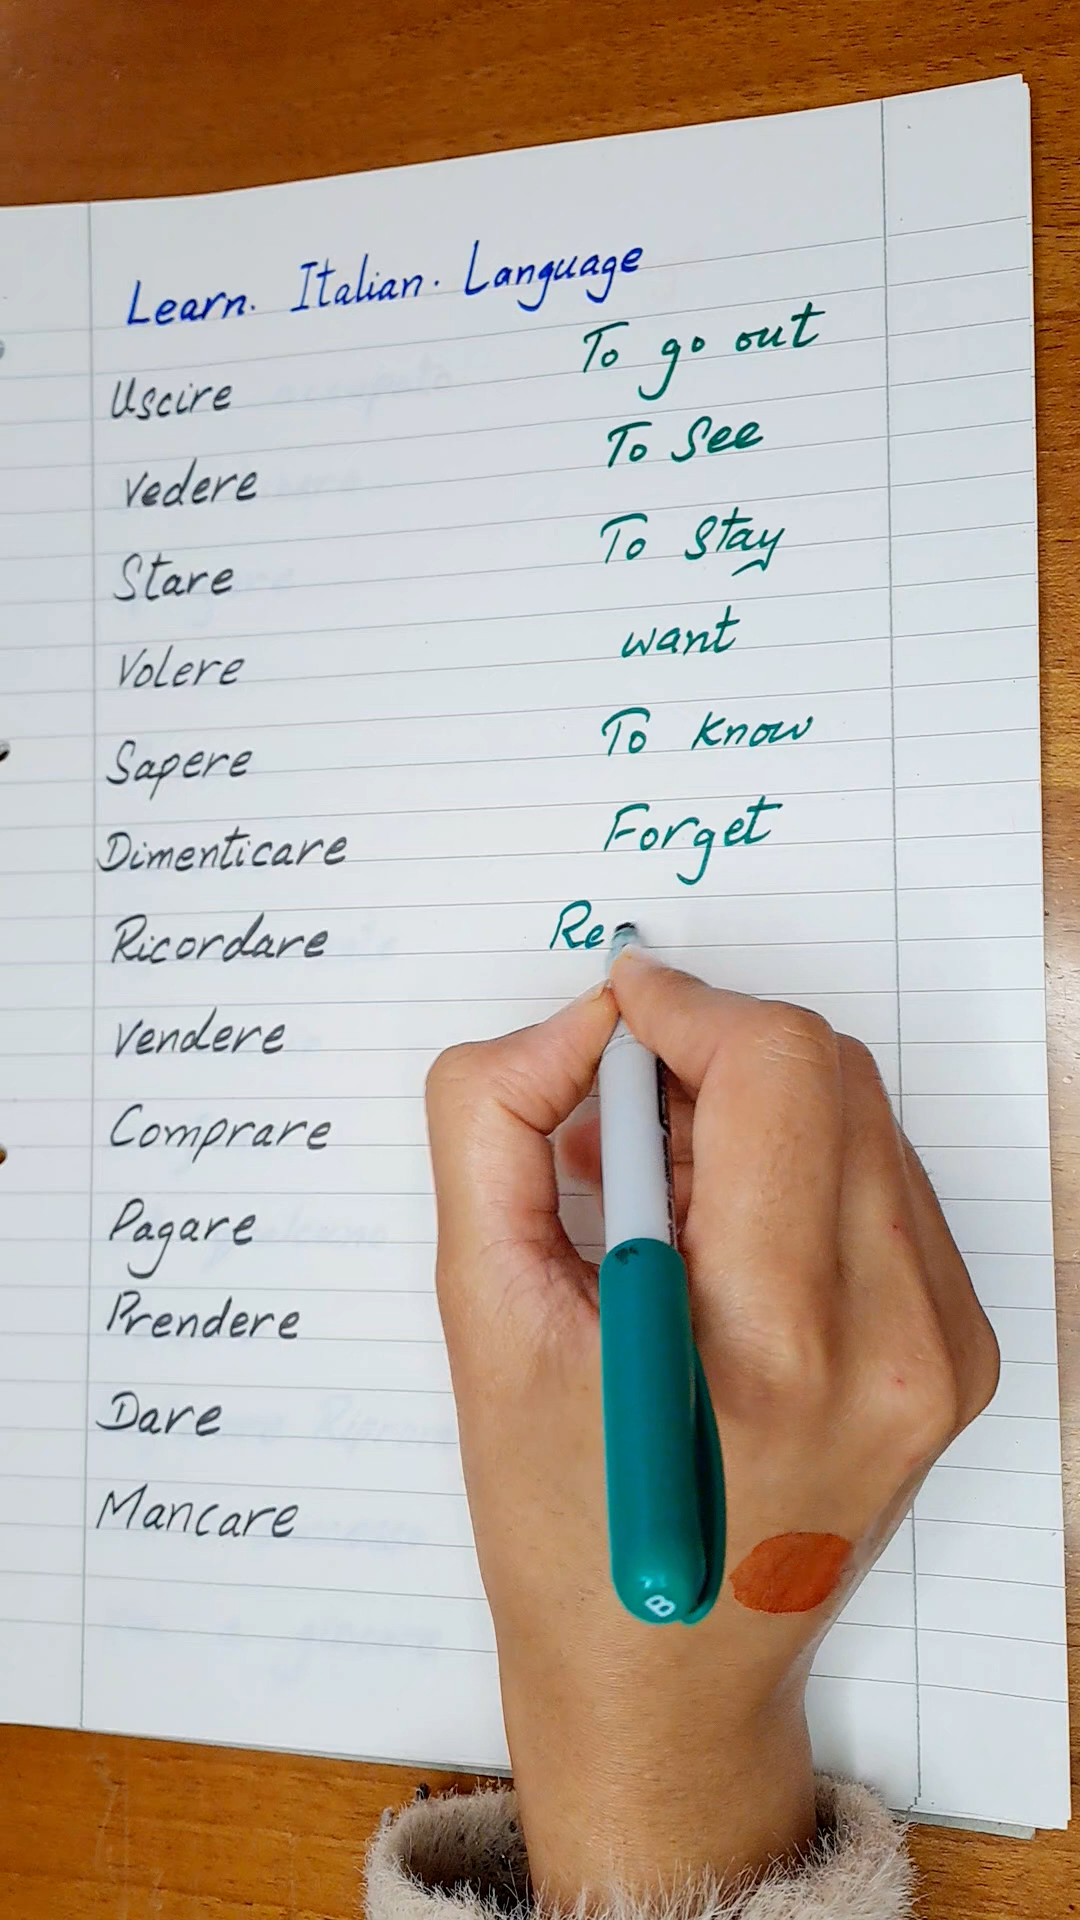 Learn. Italian. Language
Uscire To go out
Vedere To See
Stare To Stay
Volere want
Sapere To know
Dimenticare Forget
Ricordare Re
Vendere
Comprare
Pagare
Prendere
Dare
Mancare
B